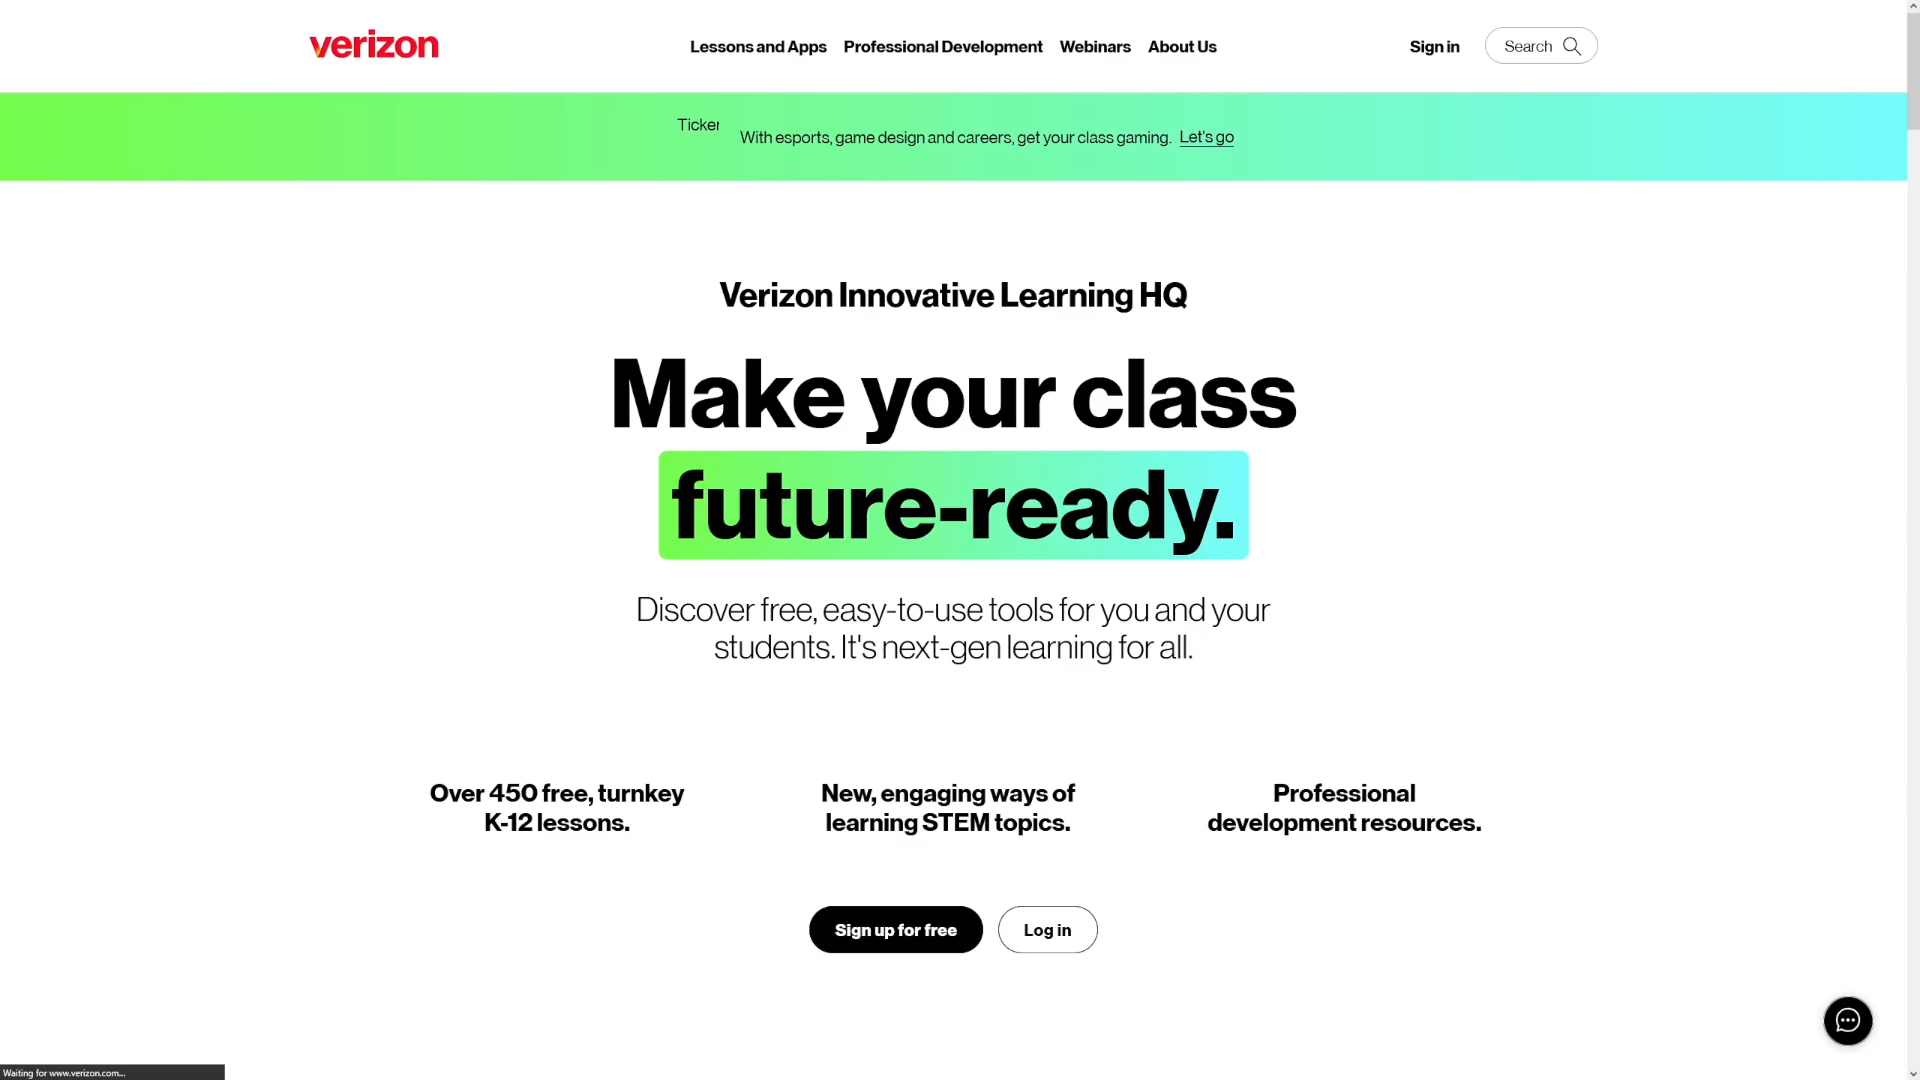 verizon
Lessons and Apps Professional Development Webinars About Us
Sign in
Search
Ticker
With esports, game design and careers, get your class gaming. Let's go
Verizon Innovative Learning HQ
Make your class
future-ready.
Discover free, easy-to-use tools for you and your
students. It's next-gen learning for all.
Over 450 free, turnkey
K-12 lessons.
New, engaging ways of
learning STEM topics.
Professional
development resources.
Sign up for free
Log in
Waiting for www.verizon.com...